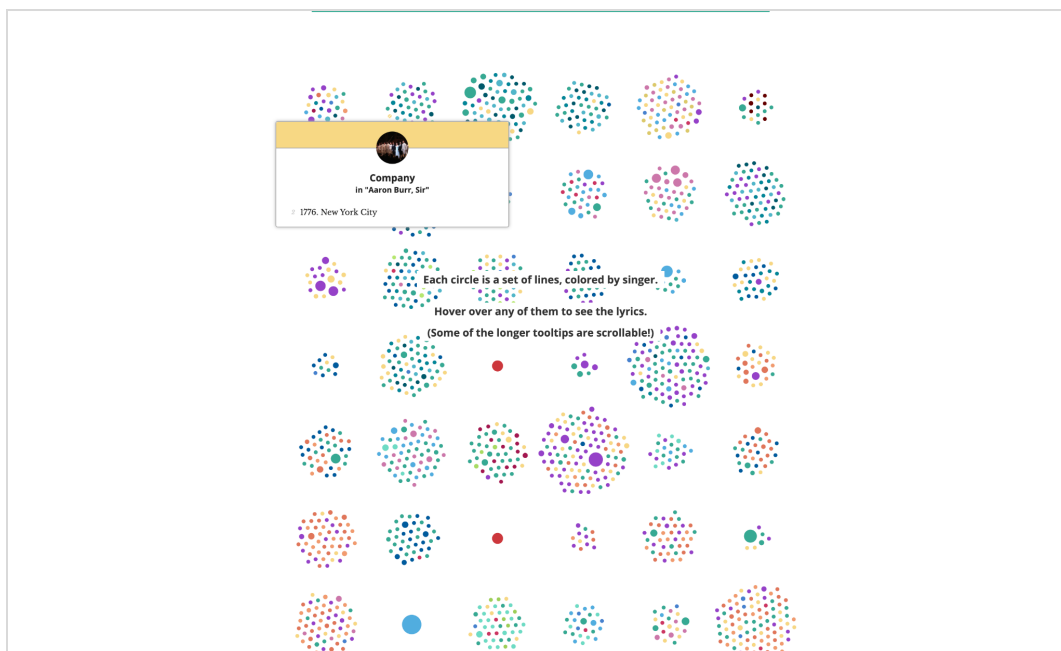 Company
in "Aaron Burr, Sir"
1776. New York City
Each circle is a set of lines, colored by singer.
Hover over any of them to see the lyrics.
(Some of the longer tooltips are scrollable!)